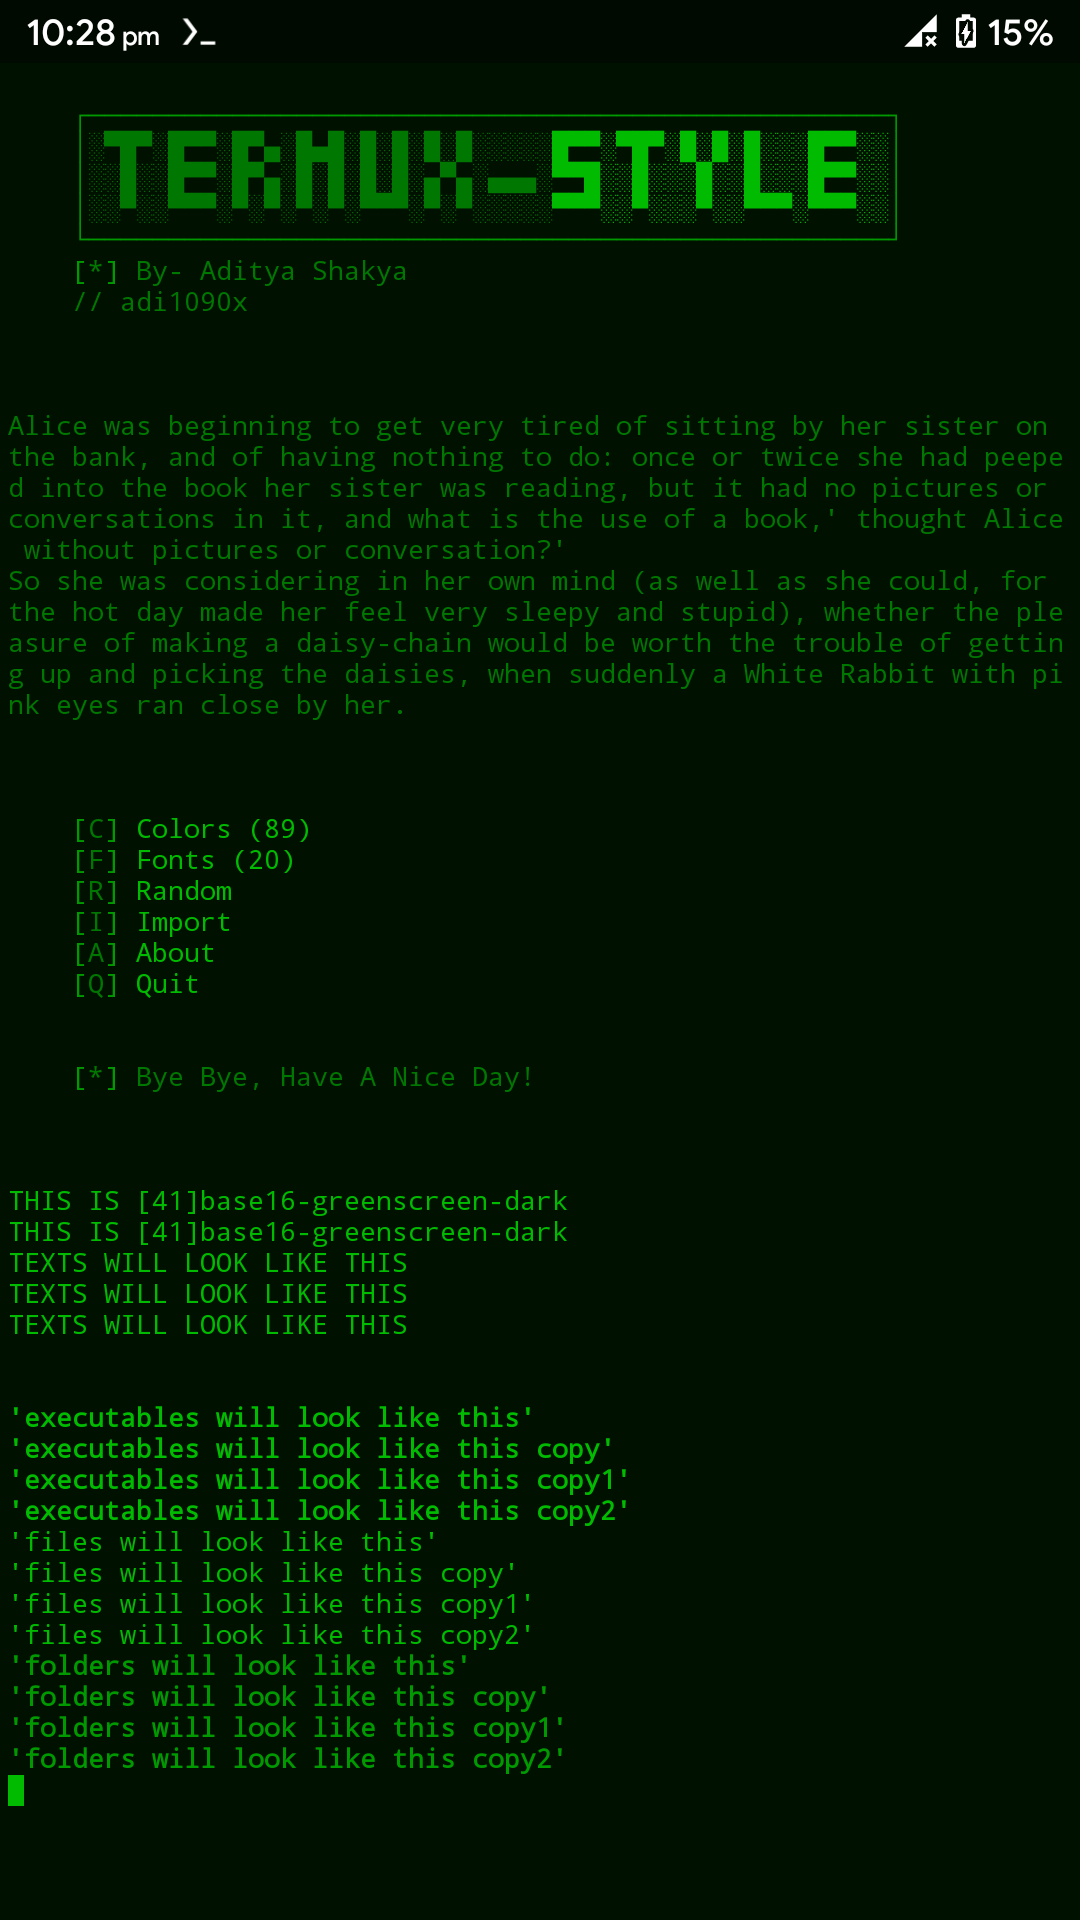 10:28 pm 15%
TERMUX-STYLE
[*] By- Aditya Shakya
// adi1090x
Alice was beginning to get very tired of sitting by her sister on
the bank, and of having nothing to do: once or twice she had peepe
d into the book her sister was reading, but it had no pictures or
conversations in it, and what is the use of a book,' thought Alice
without pictures or conversation?'
So she was considering in her own mind (as well as she could, for
the hot day made her feel very sleepy and stupid), whether the ple
asure of making a daisy-chain would be worth the trouble of gettin
g up and picking the daisies, when suddenly a White Rabbit with pi
nk eyes ran close by her.
[C] Colors (89)
[F] Fonts (20)
[R] Random
[I] Import
[A] About
[Q] Quit
[*] Bye Bye, Have A Nice Day!
THIS IS [41]base16-greenscreen-dark
THIS IS [41]base16-greenscreen-dark
TEXTS WILL LOOK LIKE THIS
TEXTS WILL LOOK LIKE THIS
TEXTS WILL LOOK LIKE THIS
'executables will look like this'
'executables will look like this copy'
'executables will look like this copy1'
'executables will look like this copy2'
'files will look like this'
'files will look like this copy'
'files will look like this copy1'
'files will look like this copy2'
'folders will look like this'
'folders will look like this copy'
'folders will look like this copy1'
'folders will look like this copy2'